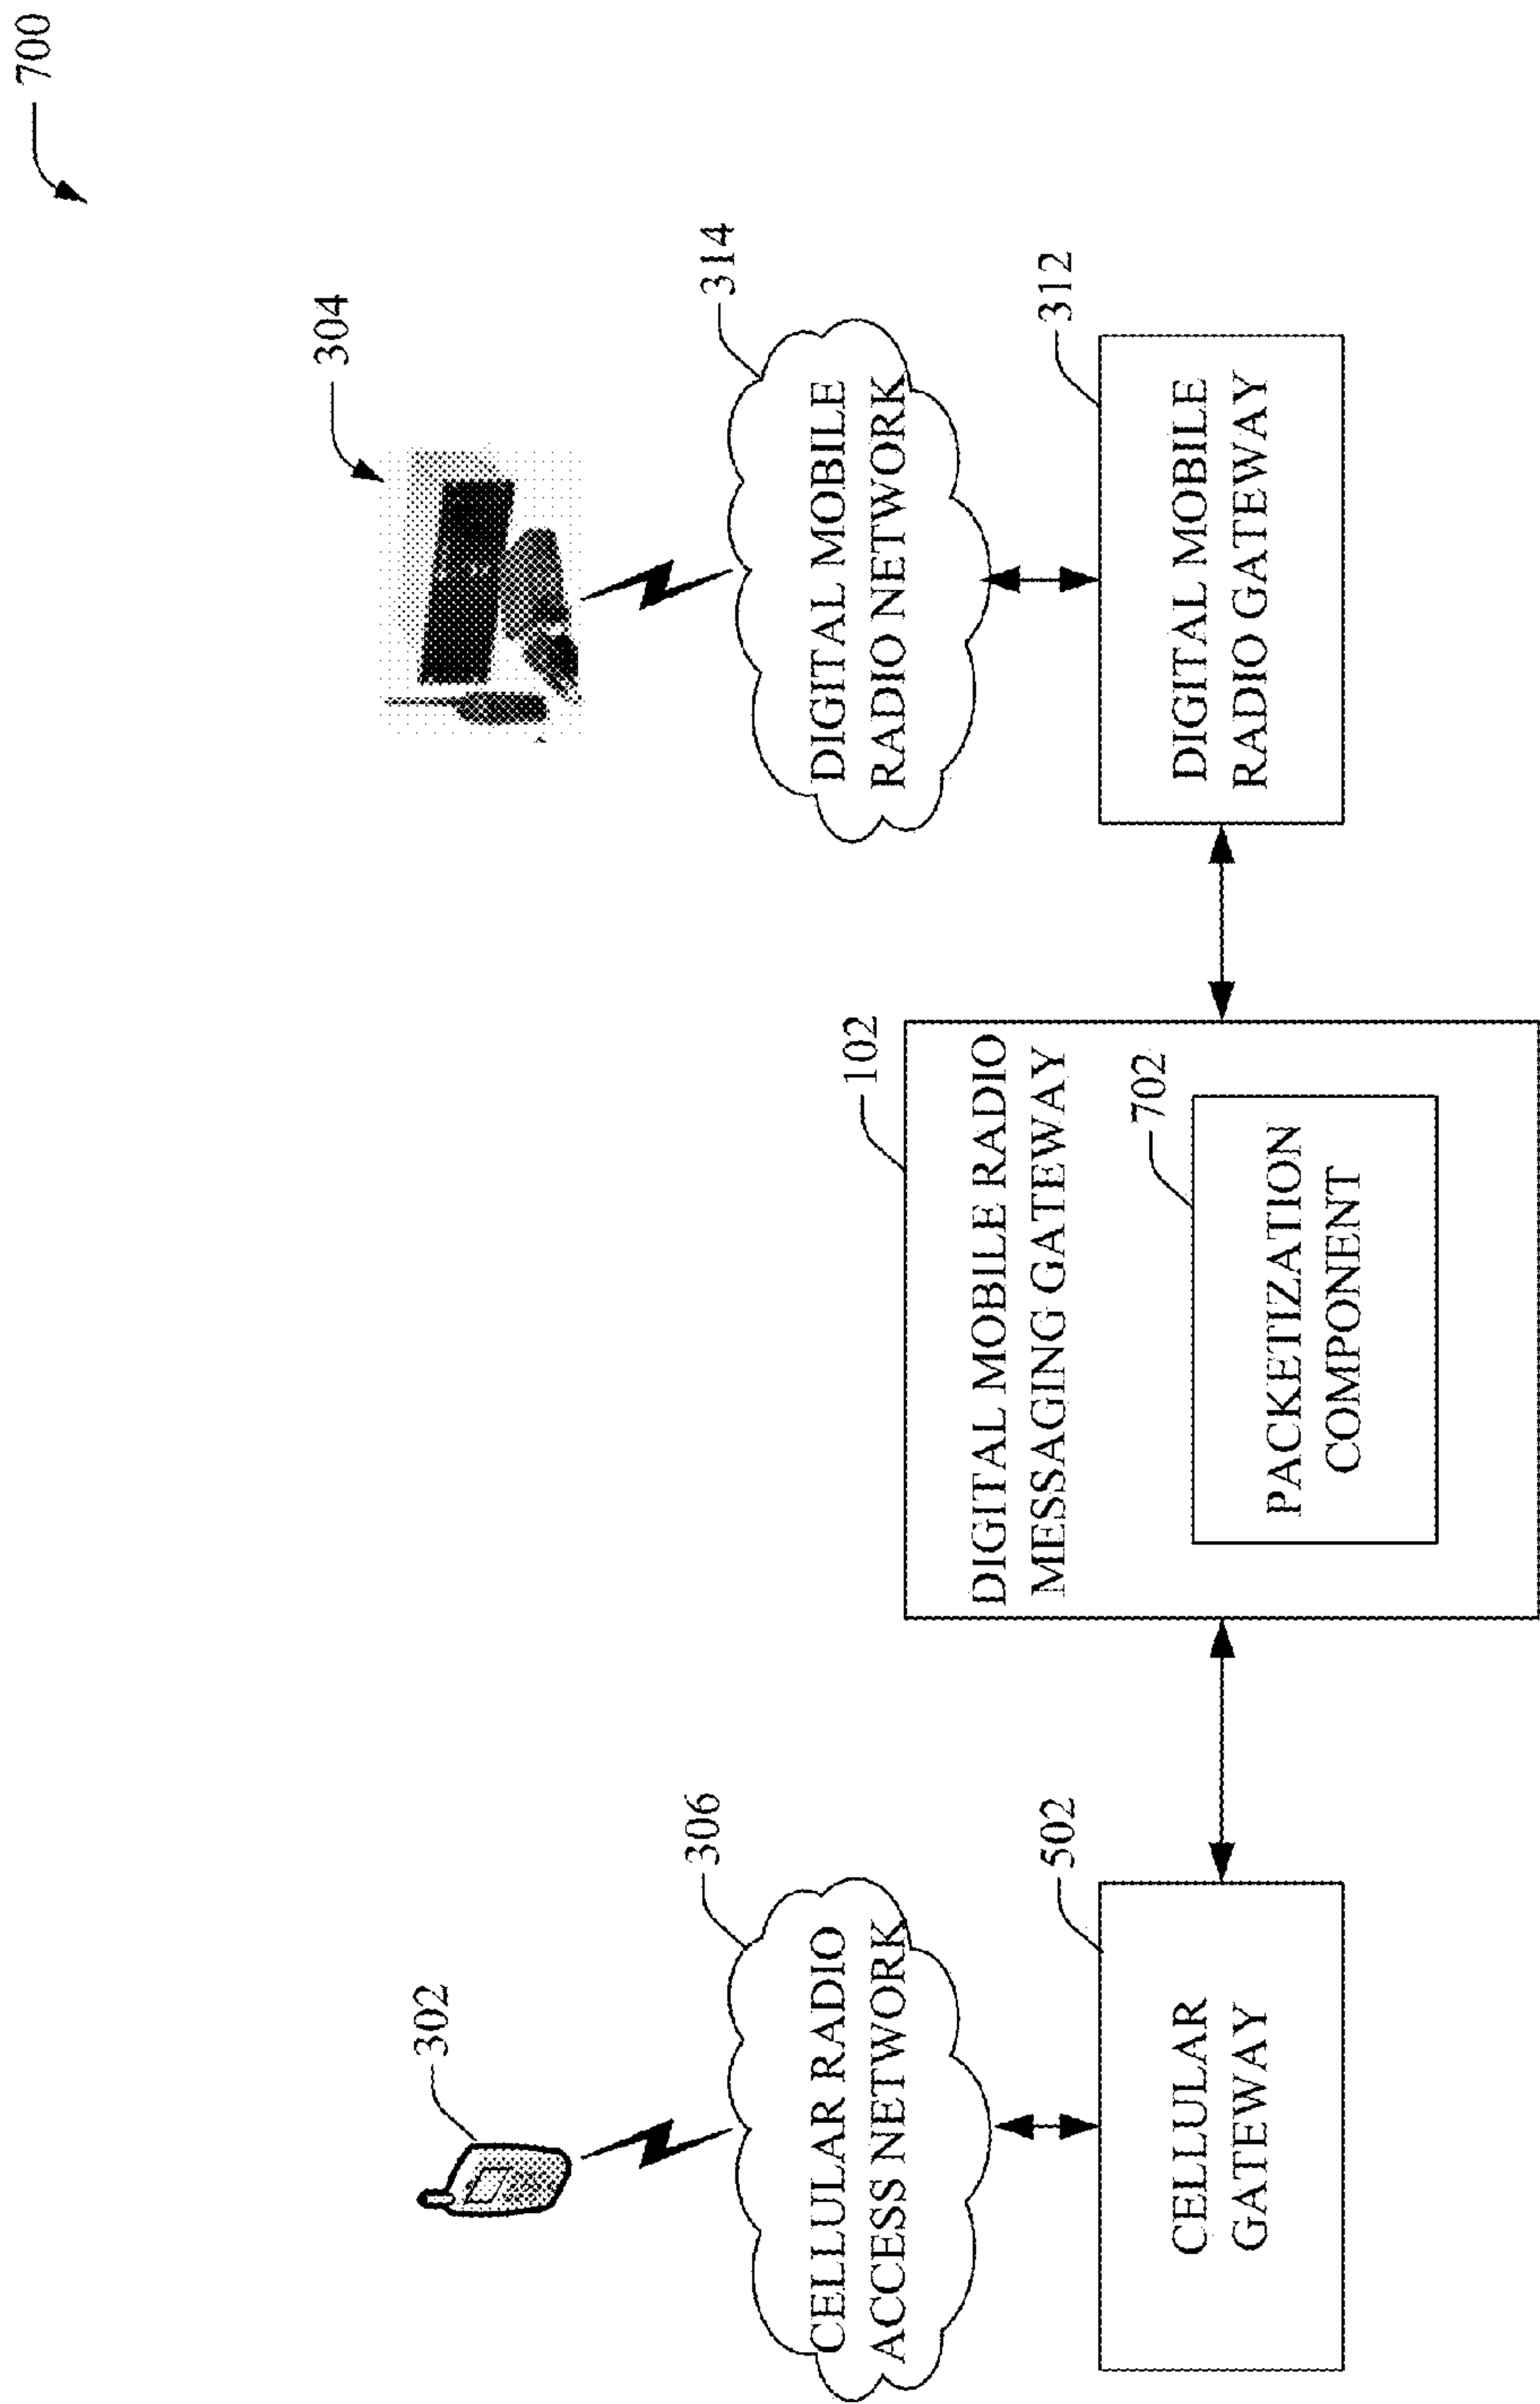 700
304
302
306
314
CELLULAR RADIO
ACCESS NETWORK
DIGITAL MOBILE
RADIO NETWORK
102
502
312
DIGITAL MOBILE RADIO
MESSAGING GATEWAY
702
CELLULAR
GATEWAY
PACKETIZATION
COMPONENT
DIGITAL MOBILE
RADIO GATEWAY